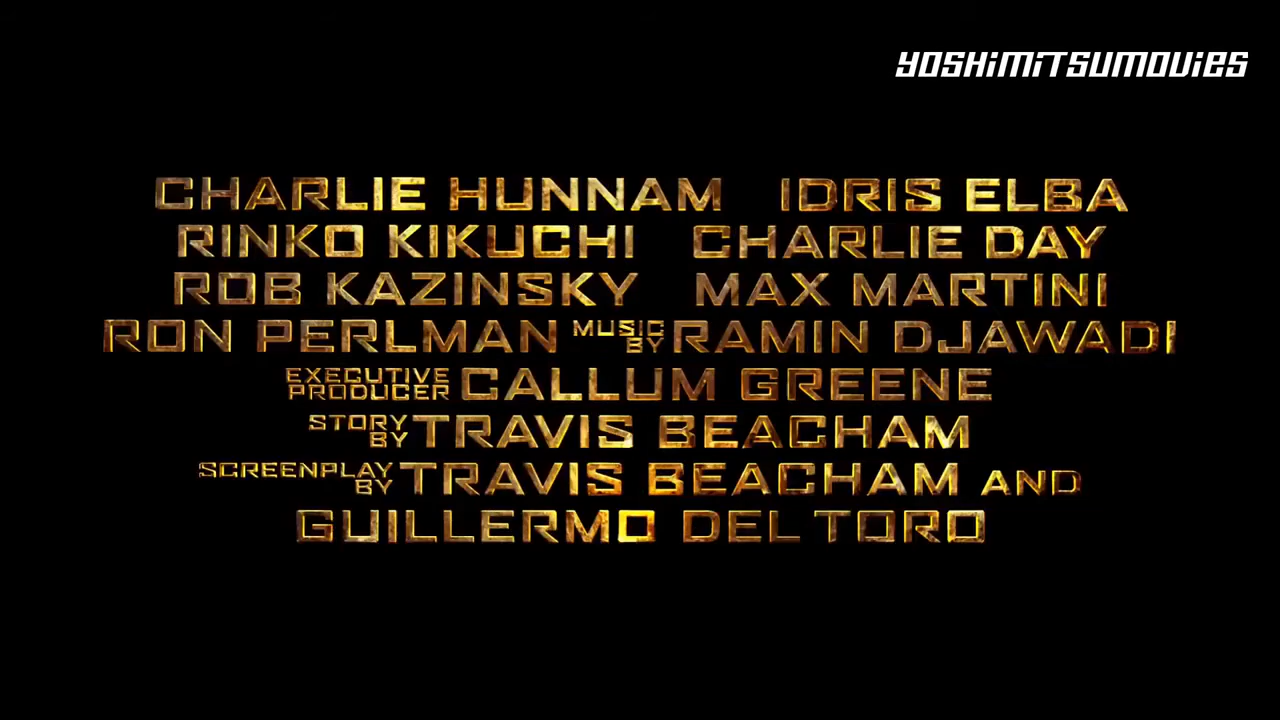 YOSHIMITSUMOVIES
CHARLIE HUNNAM IDRIS ELBA
RINKO KIKUCHI CHARLIE DAY
ROB KAZINSKY MAX MARTINI
RON PERLMAN MUSIC BY RAMIN DJAWADI
EXECUTIVE PRODUCER CALLUM GREENE
STORY BY TRAVIS BEACHAM
SCREENPLAY BY TRAVIS BEACHAM AND
GUILLERMO DEL TORO